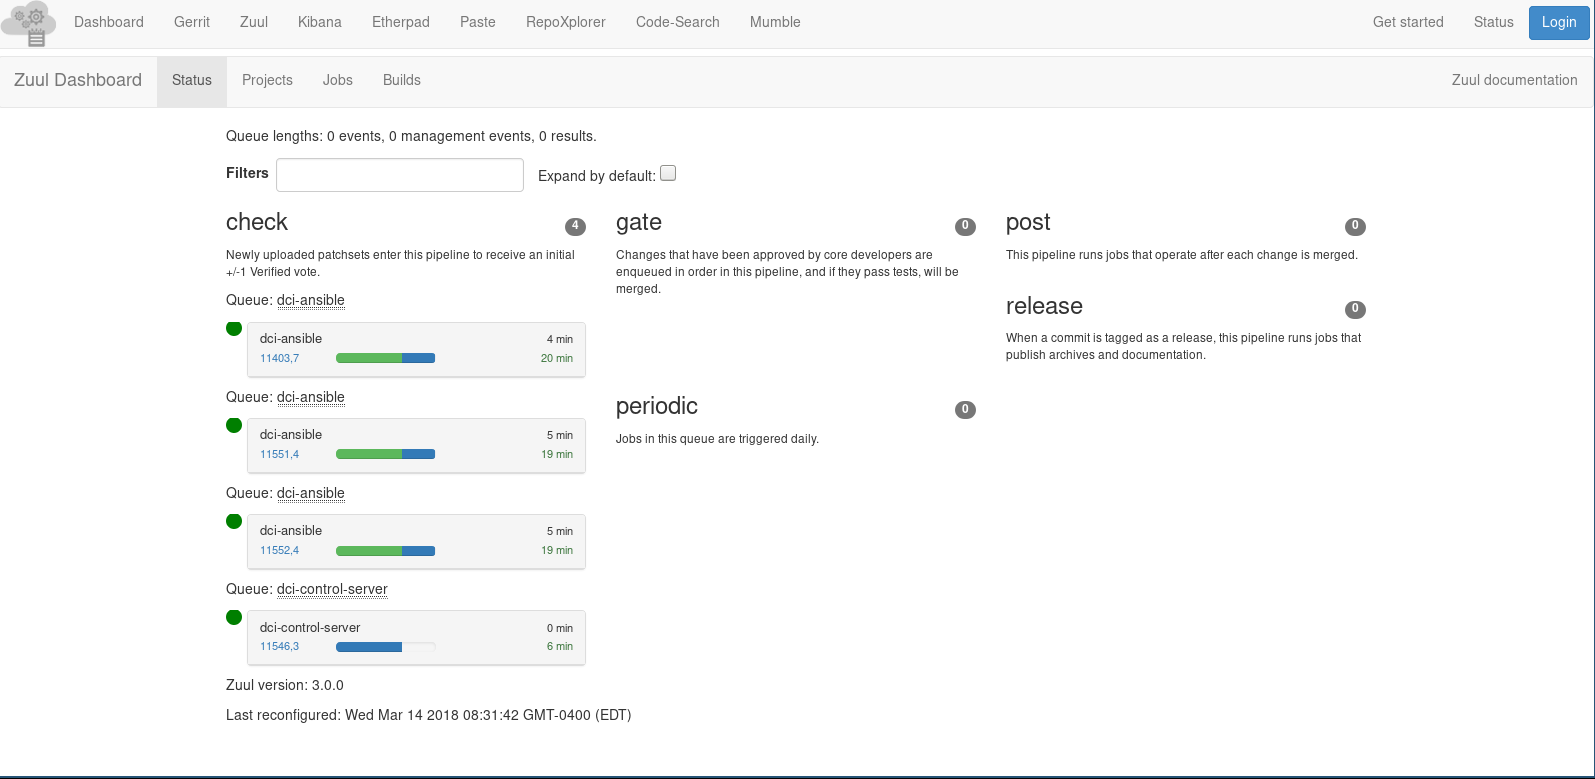 Dashboard Gerrit Zuul Kibana Etherpad Paste RepoXplorer Code-Search Mumble Get started Status Login
Zuul Dashboard Status Projects Jobs Builds Zuul documentation
Queue lengths: 0 events, 0 management events, 0 results.
Filters Expand by default:
check 4
Newly uploaded patchsets enter this pipeline to receive an initial
+/-1 Verified vote.
Queue: dci-ansible
dci-ansible 4 min
11403,7 20 min
Queue: dci-ansible
dci-ansible 5 min
11551,4 19 min
Queue: dci-ansible
dci-ansible 5 min
11552,4 19 min
Queue: dci-control-server
dci-control-server 0 min
11546,3 6 min
gate 0
Changes that have been approved by core developers are
enqueued in order in this pipeline, and if they pass tests, will be
merged.
periodic 0
Jobs in this queue are triggered daily.
post 0
This pipeline runs jobs that operate after each change is merged.
release 0
When a commit is tagged as a release, this pipeline runs jobs that
publish archives and documentation.
Zuul version: 3.0.0
Last reconfigured: Wed Mar 14 2018 08:31:42 GMT-0400 (EDT)